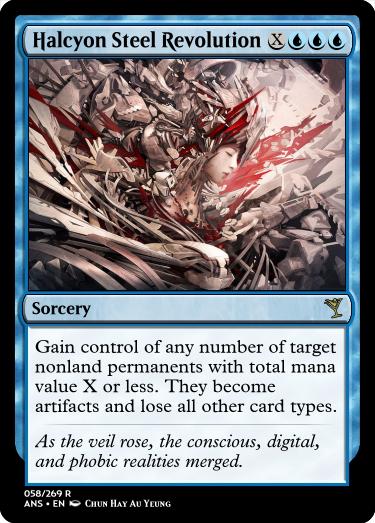 Halcyon Steel Revolution X
Sorcery
Gain control of any number of target
nonland permanents with total mana
value X or less. They become
artifacts and lose all other card types.
As the veil rose, the conscious, digital,
and phobic realities merged.
058/269 R
ANS • EN Chun Hay Au Yeung